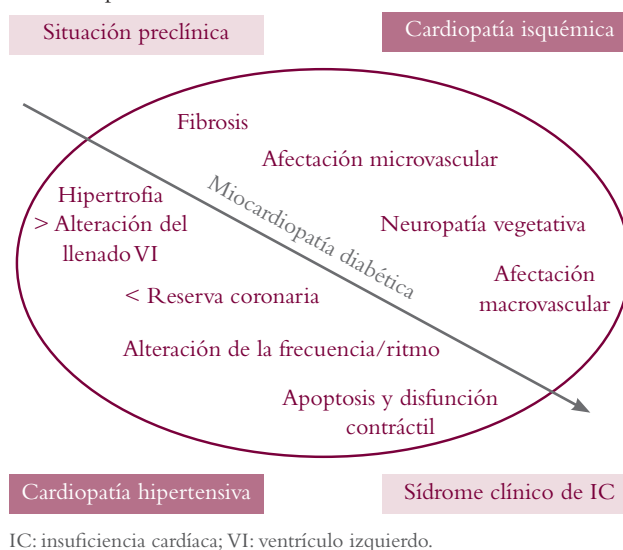 Situación preclínica
Cardiopatía isquémica
Fibrosis
Afectación microvascular
Miocardiopatía diabética
Hipertrofia
> Alteración del
llenado VI
Neuropatía vegetativa
< Reserva coronaria
Afectación
macrovascular
Alteración de la frecuencia/ritmo
Apoptosis y disfunción
contráctil
Cardiopatía hipertensiva
Sídrome clínico de IC
IC: insuficiencia cardíaca; VI: ventrículo izquierdo.